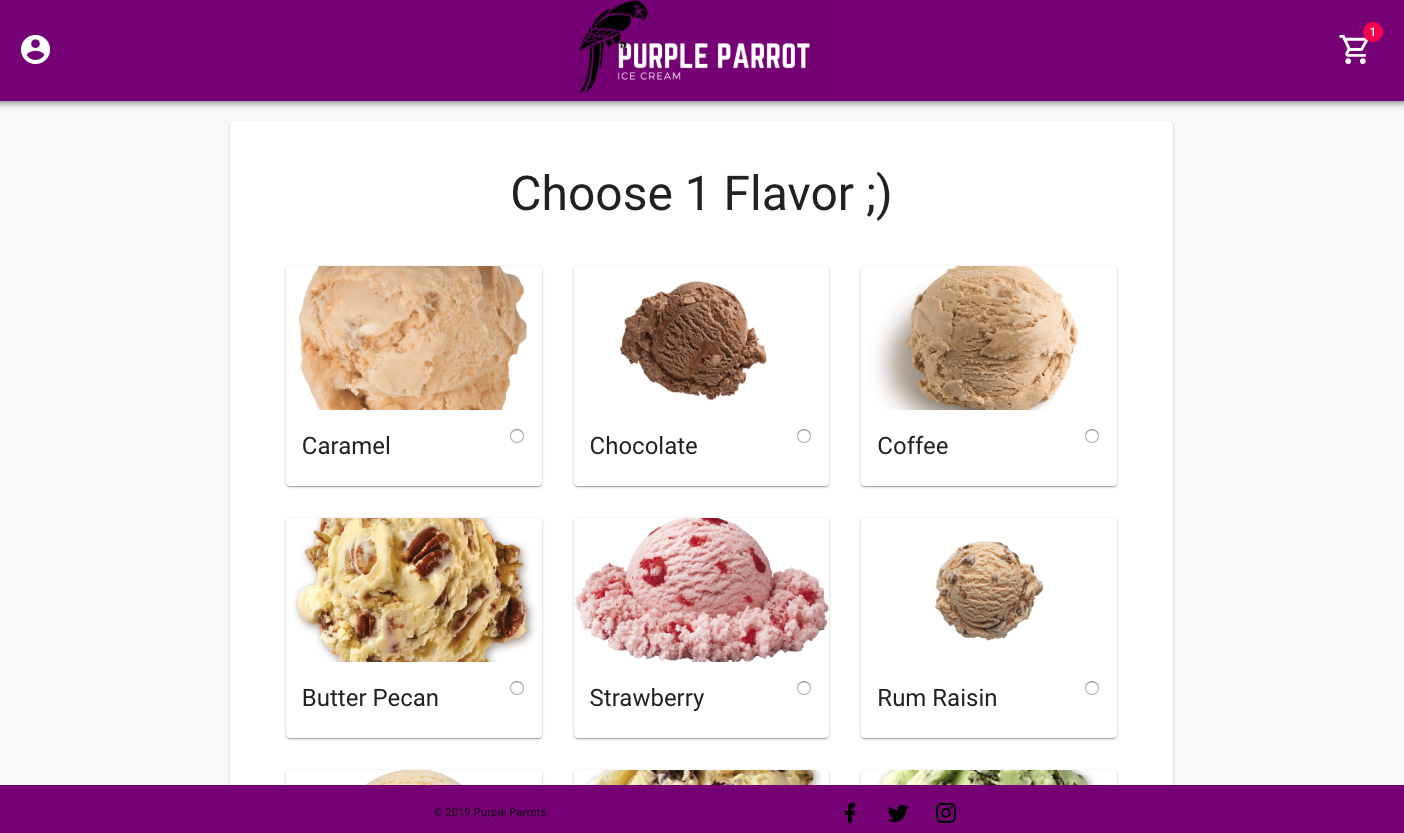 PURPLE PARROT
ICE CREAM
1
Choose 1 Flavor ;)
Caramel
Chocolate
Coffee
Butter Pecan
Strawberry
Rum Raisin
© 2019 Purple Parrots